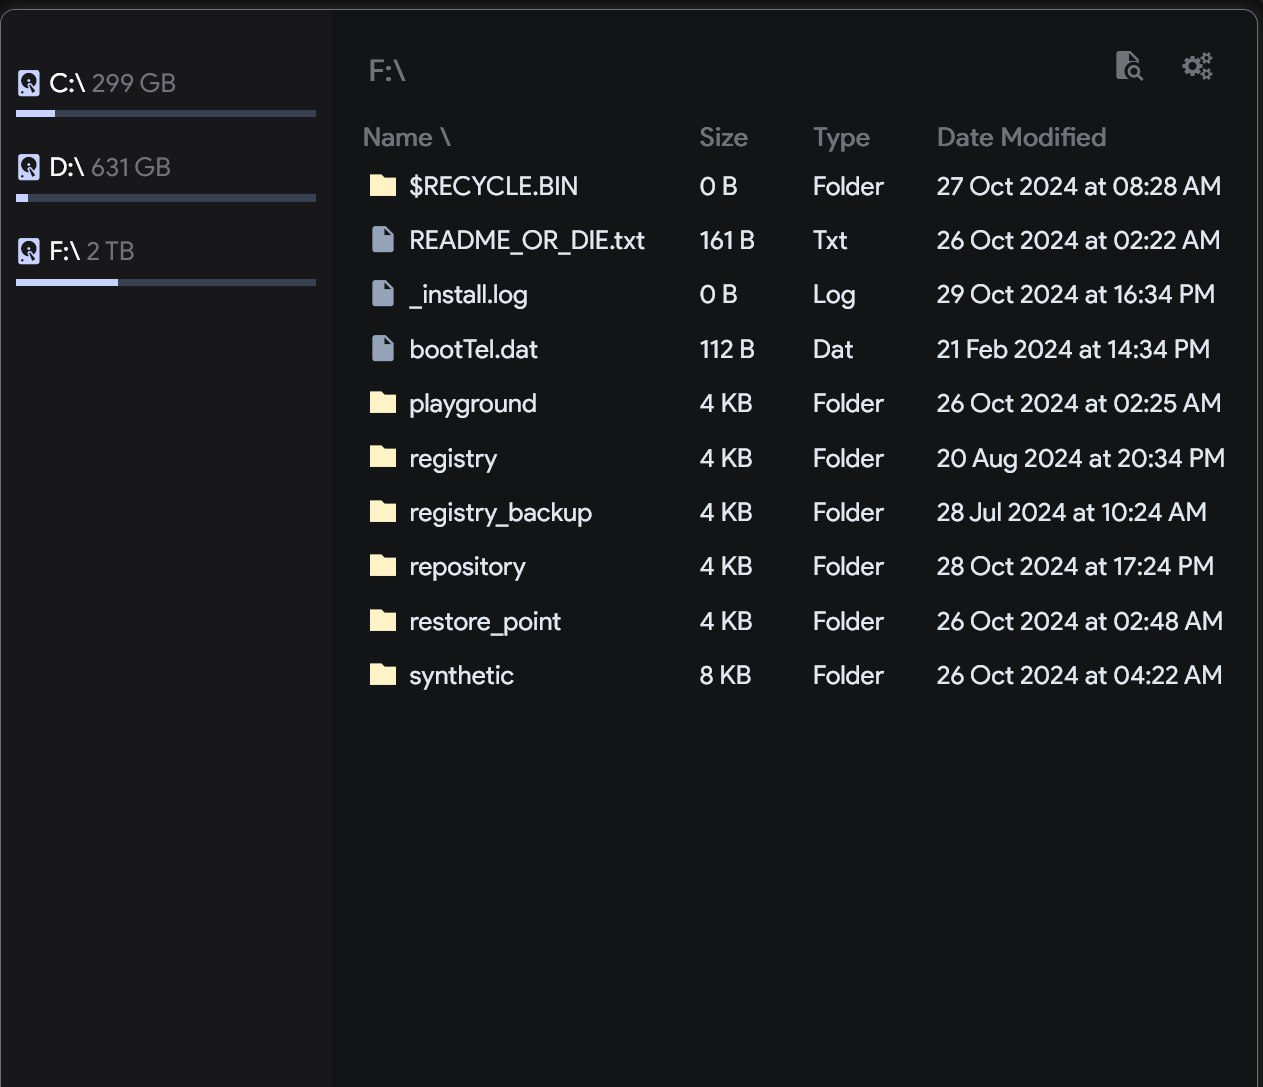 C:\ 299 GB
D:\ 631 GB
F:\ 2 TB
F:\
Name \ Size Type Date Modified
$RECYCLE.BIN 0 B Folder 27 Oct 2024 at 08:28 AM
README_OR_DIE.txt 161 B Txt 26 Oct 2024 at 02:22 AM
_install.log 0 B Log 29 Oct 2024 at 16:34 PM
bootTel.dat 112 B Dat 21 Feb 2024 at 14:34 PM
playground 4 KB Folder 26 Oct 2024 at 02:25 AM
registry 4 KB Folder 20 Aug 2024 at 20:34 PM
registry_backup 4 KB Folder 28 Jul 2024 at 10:24 AM
repository 4 KB Folder 28 Oct 2024 at 17:24 PM
restore_point 4 KB Folder 26 Oct 2024 at 02:48 AM
synthetic 8 KB Folder 26 Oct 2024 at 04:22 AM